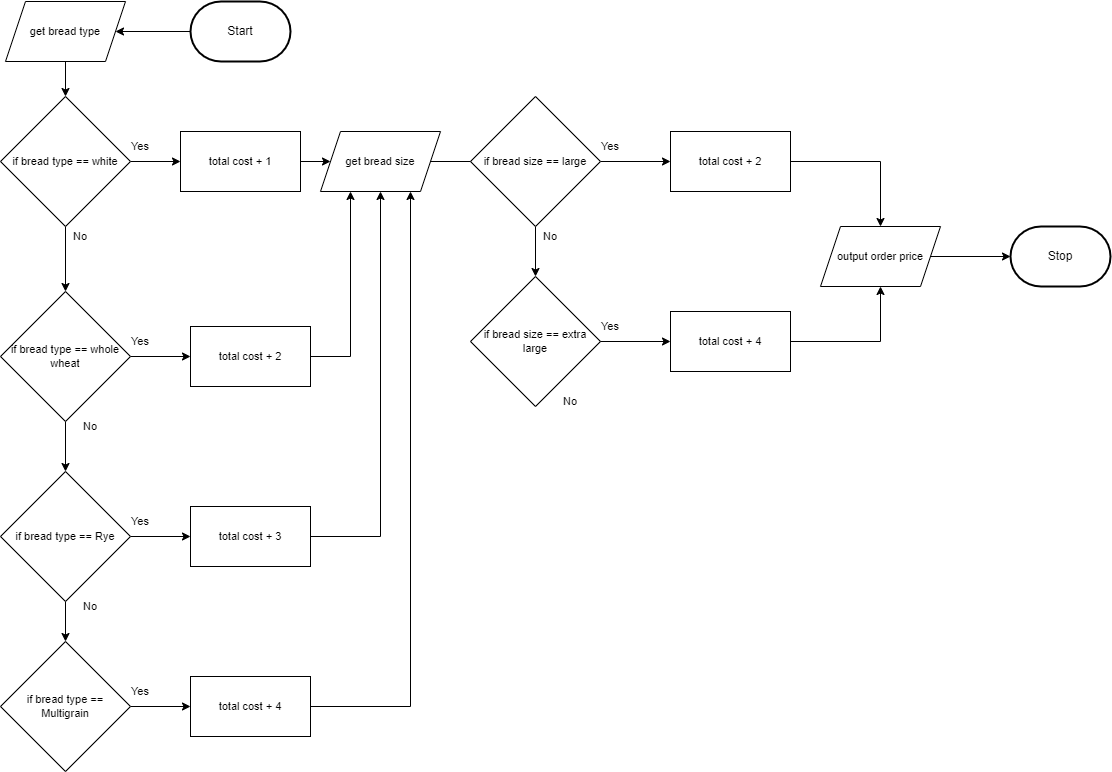 get bread type
Start
if bread type == white
Yes
total cost + 1
get bread size
if bread size == large
Yes
total cost + 2
No
No
output order price
Stop
if bread type == whole
wheat
Yes
total cost + 2
if bread size == extra
large
Yes
total cost + 4
No
No
if bread type == Rye
Yes
total cost + 3
No
if bread type ==
Multigrain
Yes
total cost + 4